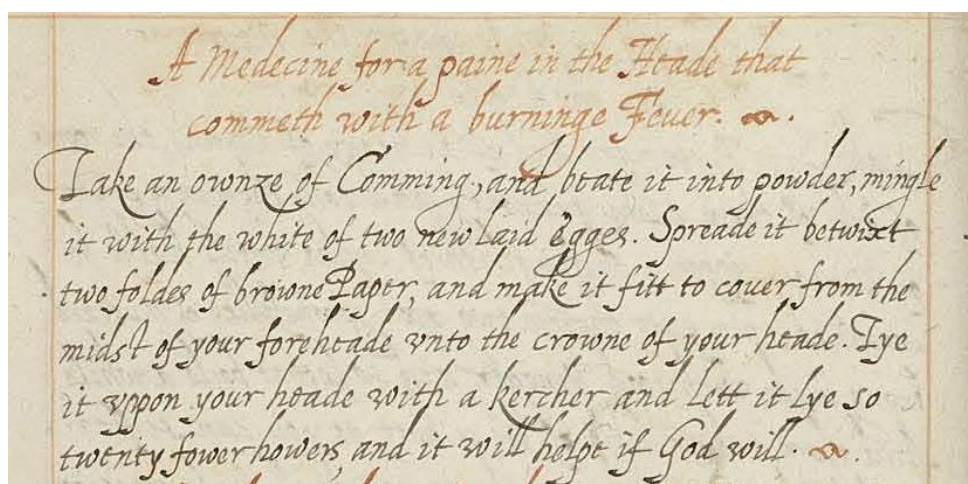 A Medecine for a paine in the Heade that
commeth with a burninge Feuer.
Take an ownze of Comming, and beate it into powder, mingle
it with the white of two new laid egges. Spreade it betwixt
two foldes of browne Paper, and make it fitt to couer from the
midst of your foreheade vnto the crowne of your heade. Tye
it vppon your heade with a kercher and lett it lye so
twenty fower howers, and it will helpe if God will.